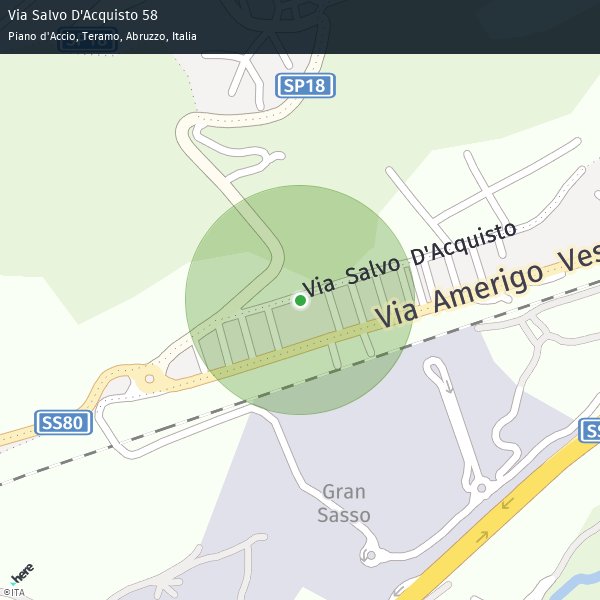 Via Salvo D'Acquisto 58
Piano d'Accio, Teramo, Abruzzo, Italia
SP18
Via Salvo D'Acquisto
Via Amerigo Ves
SS80
SS
Gran
Sasso
here
©ITA